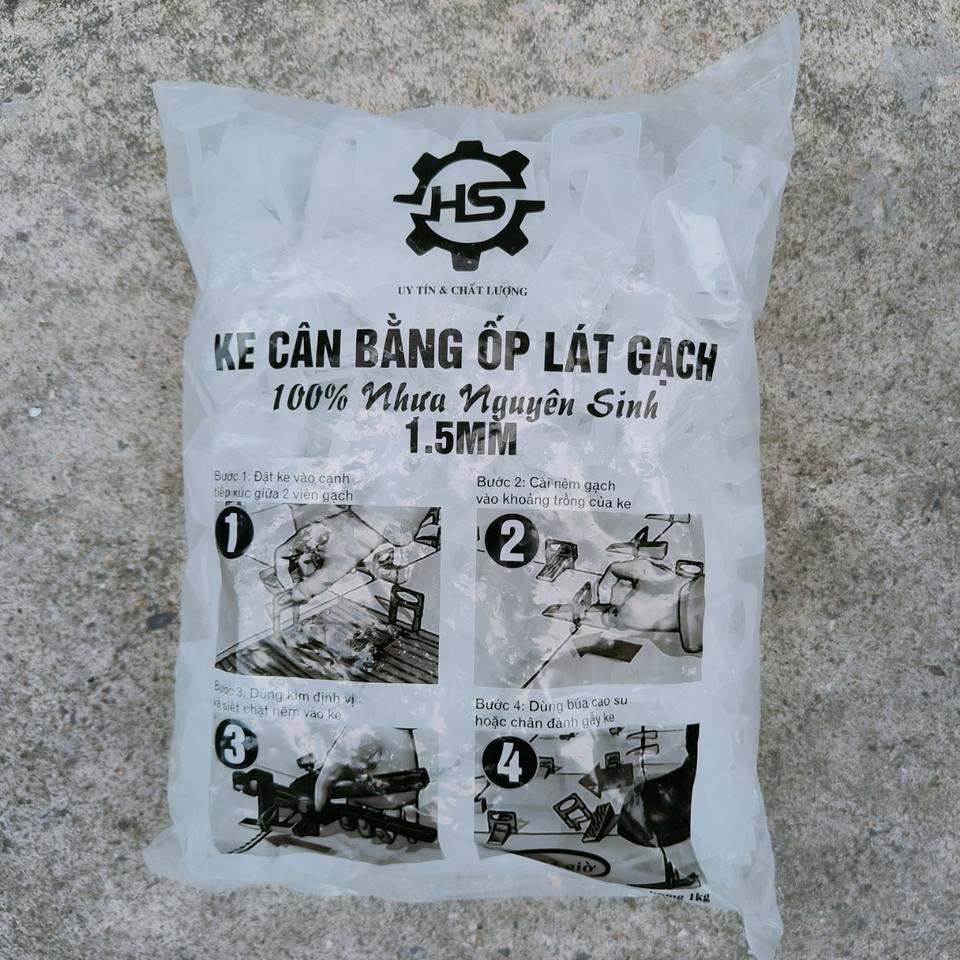 HS
UY TÍN & CHẤT LƯỢNG
KE CÂN BẰNG ỐP LÁT GẠCH
100% Nhựa Nguyên Sinh
1.5MM
Bước 1: Đặt ke vào cạnh
tiếp xúc giữa 2 viên gạch
1
Bước 2: Cài nêm gạch
vào khoảng trống của ke
2
Bước 3: Dùng kìm định vị
và siết chặt nêm vào ke
3
Bước 4: Dùng búa cao su
hoặc chân đánh gẫy ke
4
giờ
1kg